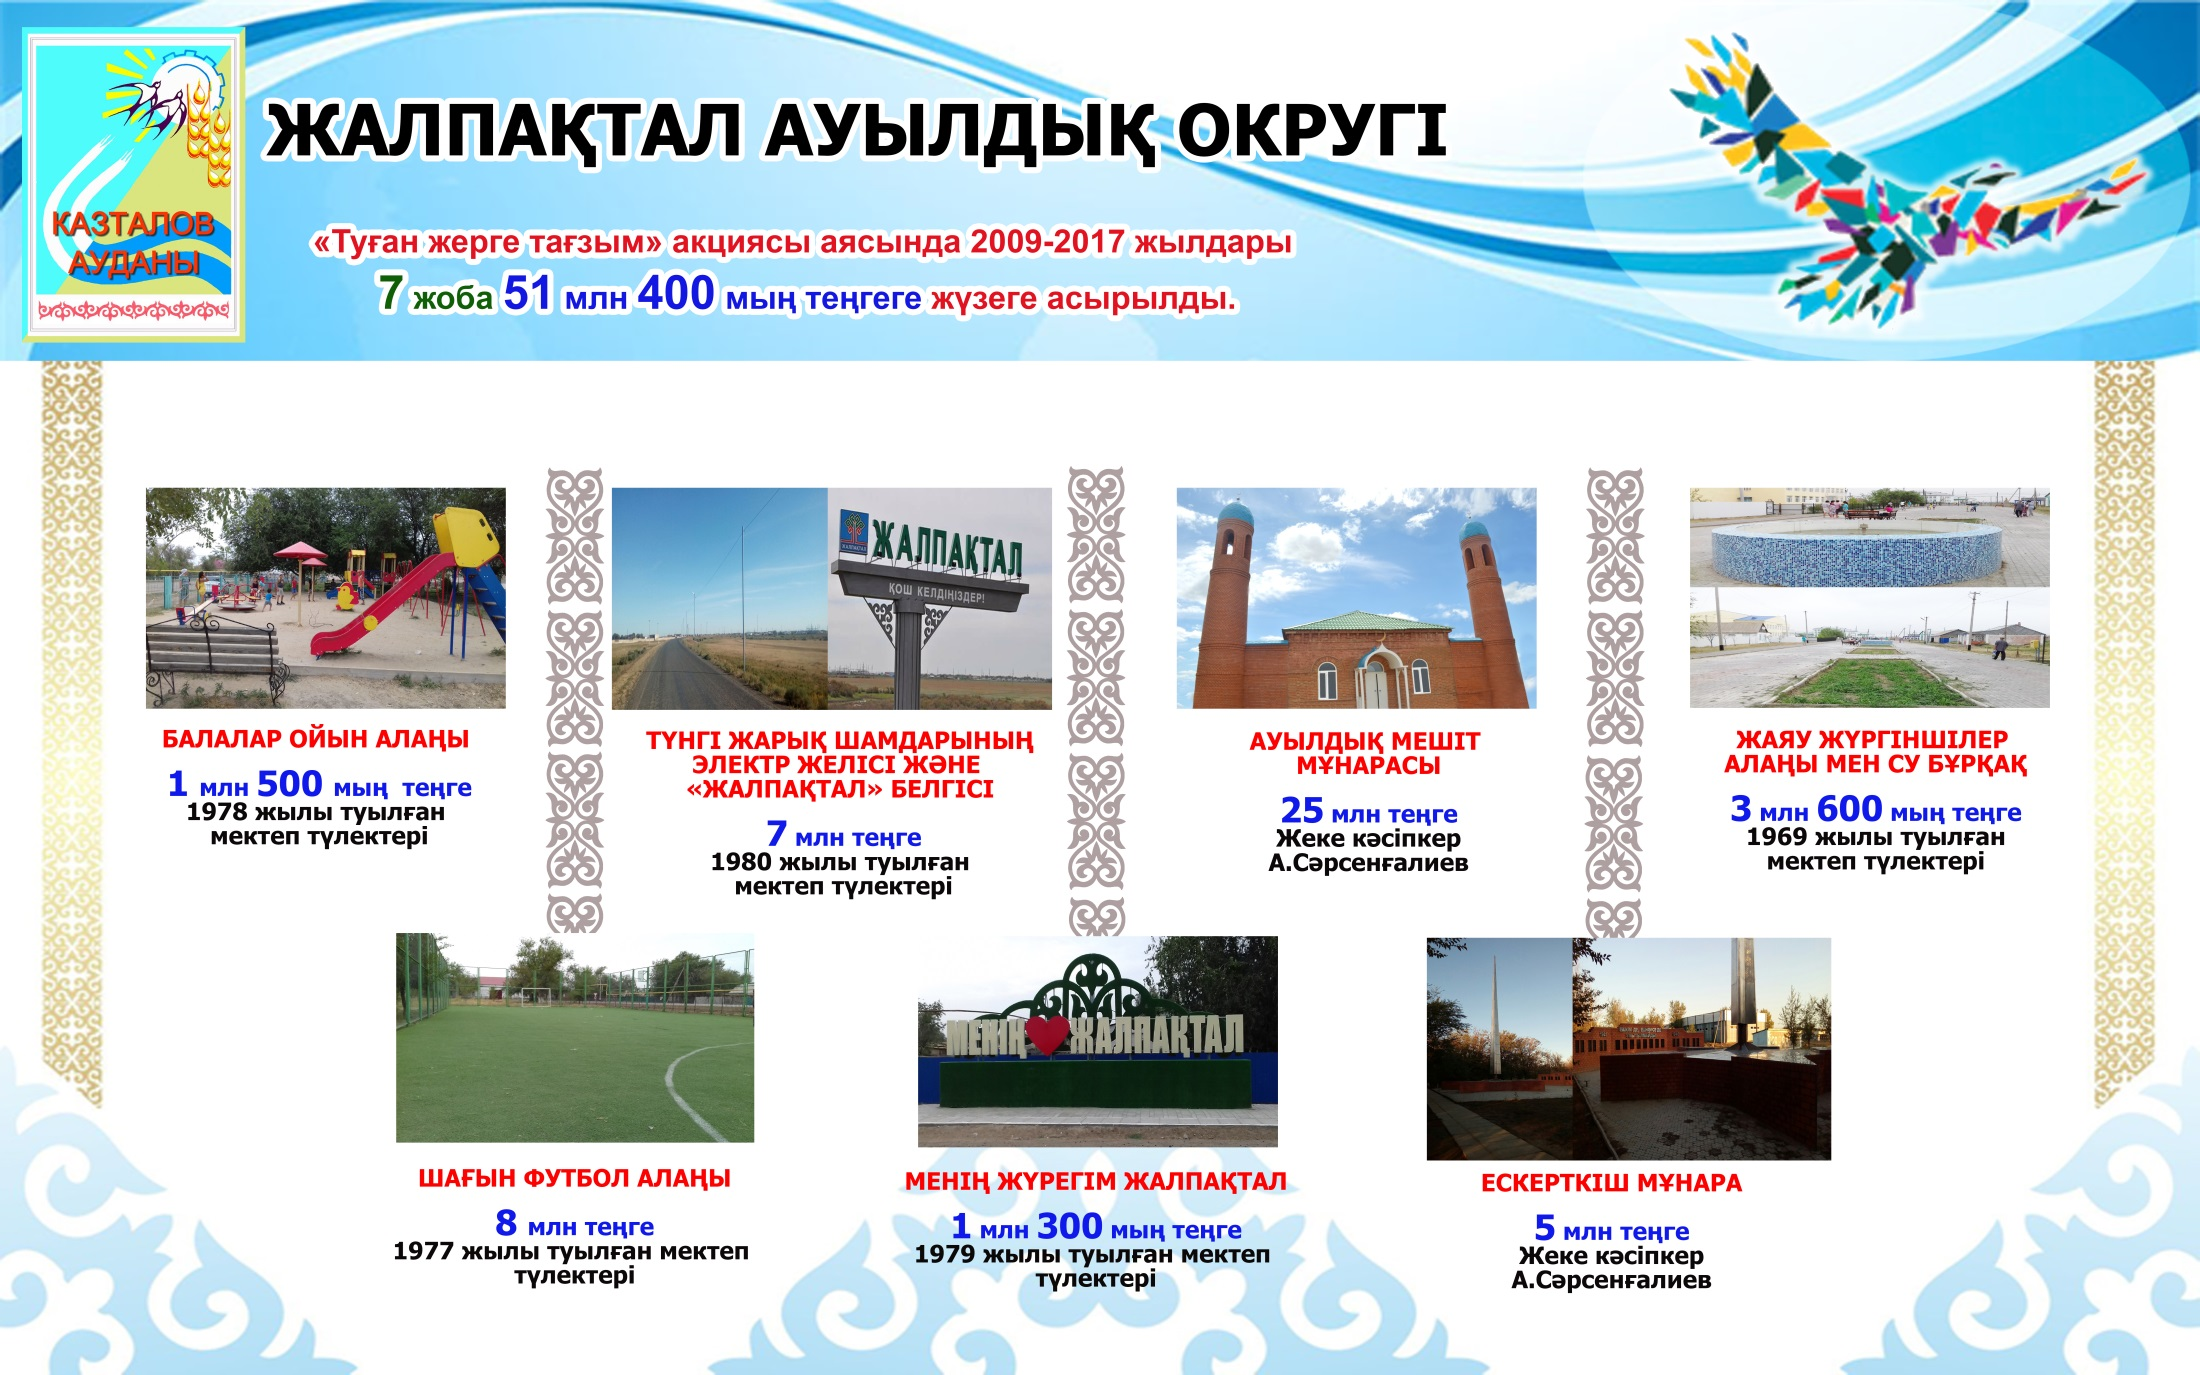 КАЗТАЛОВ
АУДАНЫ
ЖАЛПАҚТАЛ АУЫЛДЫҚ ОКРУГІ
«Туған жерге тағзым» акциясы аясында 2009-2017 жылдары
7 жоба 51 млн 400 мың теңгеге жүзеге асырылды.
ЖАЛПАҚТАЛ
ҚОШ КЕЛДІҢІЗДЕР!
БАЛАЛАР ОЙЫН АЛАҢЫ
1 млн 500 мың теңге
1978 жылы туылған
мектеп түлектері
ТҮНГІ ЖАРЫҚ ШАМДАРЫНЫҢ
ЭЛЕКТР ЖЕЛІСІ ЖӘНЕ
«ЖАЛПАҚТАЛ» БЕЛГІСІ
7 млн теңге
1980 жылы туылған
мектеп түлектері
АУЫЛДЫҚ МЕШІТ
МҰНАРАСЫ
25 млн теңге
Жеке кәсіпкер
А.Сәрсенғалиев
ЖАЯУ ЖҮРГІНШІЛЕР
АЛАҢЫ МЕН СУ БҰРҚАҚ
3 млн 600 мың теңге
1969 жылы туылған
мектеп түлектері
МЕНІҢ ЖАЛПАҚТАЛ
ШАҒЫН ФУТБОЛ АЛАҢЫ
8 млн теңге
1977 жылы туылған мектеп
түлектері
МЕНІҢ ЖҮРЕГІМ ЖАЛПАҚТАЛ
1 млн 300 мың теңге
1979 жылы туылған мектеп
түлектері
ЕСКЕРТКІШ МҰНАРА
5 млн теңге
Жеке кәсіпкер
А.Сәрсенғалиев